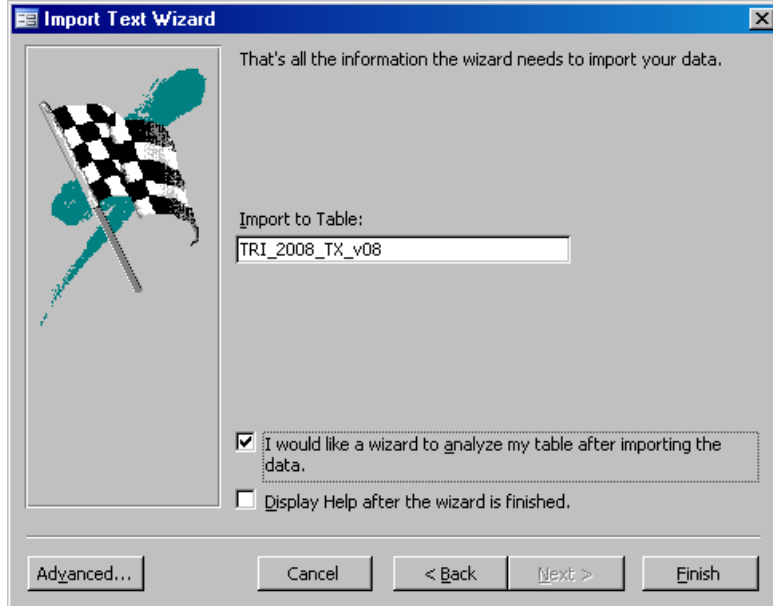 Import Text Wizard
That's all the information the wizard needs to import your data.
Import to Table:
TRI_2008_TX_v08
I would like a wizard to analyze my table after importing the
data.
Display Help after the wizard is finished.
Advanced... Cancel < Back Next > Finish